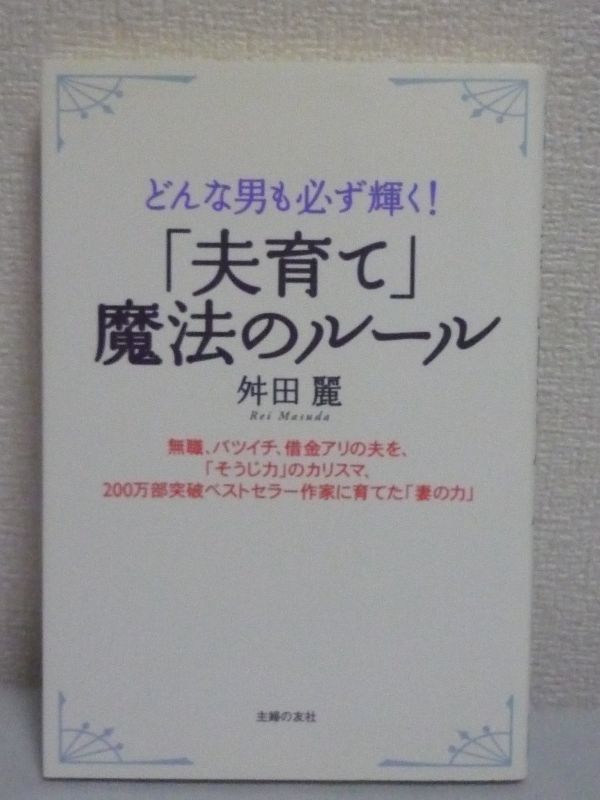 どんな男も必ず輝く!
「夫育て」
魔法のルール
舛田 麗
Rei Masuda
無職、バツイチ、借金アリの夫を、
「そうじ力」のカリスマ、
200万部突破ベストセラー作家に育てた「妻の力」
主婦の友社